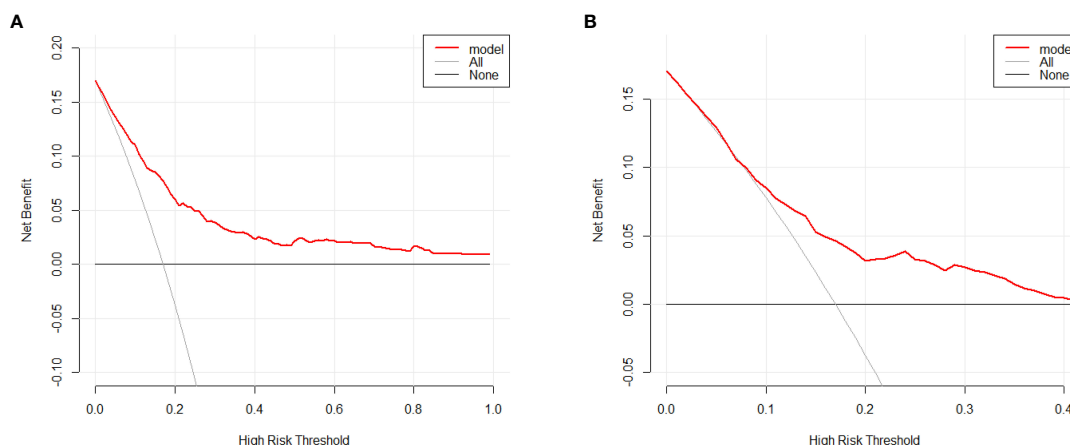 A
model
All
None
Net Benefit
0.20
0.15
0.10
0.05
0.00
-0.05
-0.10
0.0 0.2 0.4 0.6 0.8 1.0
High Risk Threshold
B
model
All
None
Net Benefit
0.15
0.10
0.05
0.00
-0.05
0.0 0.1 0.2 0.3 0.4
High Risk Threshold